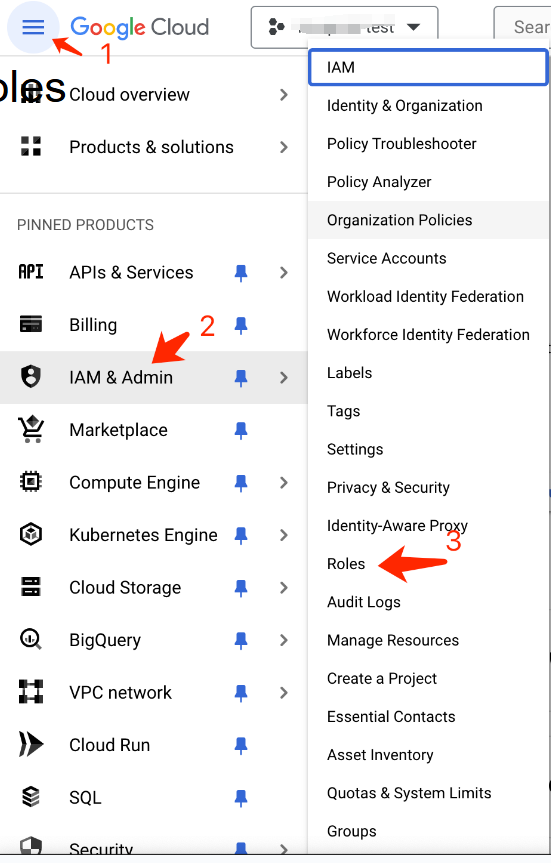 Google Cloud
test
Sear
1
oles
Cloud overview
Products & solutions
PINNED PRODUCTS
API
APIs & Services
Billing
2
IAM & Admin
Marketplace
Compute Engine
Kubernetes Engine
Cloud Storage
BigQuery
VPC network
Cloud Run
SQL
Security
IAM
Identity & Organization
Policy Troubleshooter
Policy Analyzer
Organization Policies
Service Accounts
Workload Identity Federation
Workforce Identity Federation
Labels
Tags
Settings
Privacy & Security
Identity-Aware Proxy
3
Roles
Audit Logs
Manage Resources
Create a Project
Essential Contacts
Asset Inventory
Quotas & System Limits
Groups